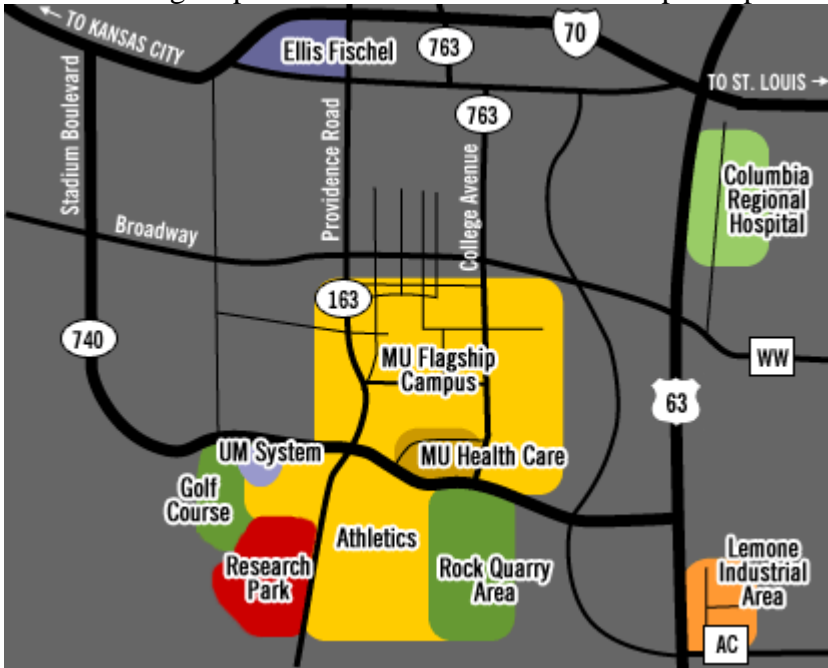 ← TO KANSAS CITY
Ellis Fischel
763
70
TO ST. LOUIS →
763
Stadium Boulevard
Providence Road
College Avenue
Columbia
Regional
Hospital
Broadway
163
740
MU Flagship
Campus
WW
63
UM System
MU Health Care
Golf
Course
Athletics
Research
Park
Rock Quarry
Area
Lemone
Industrial
Area
AC